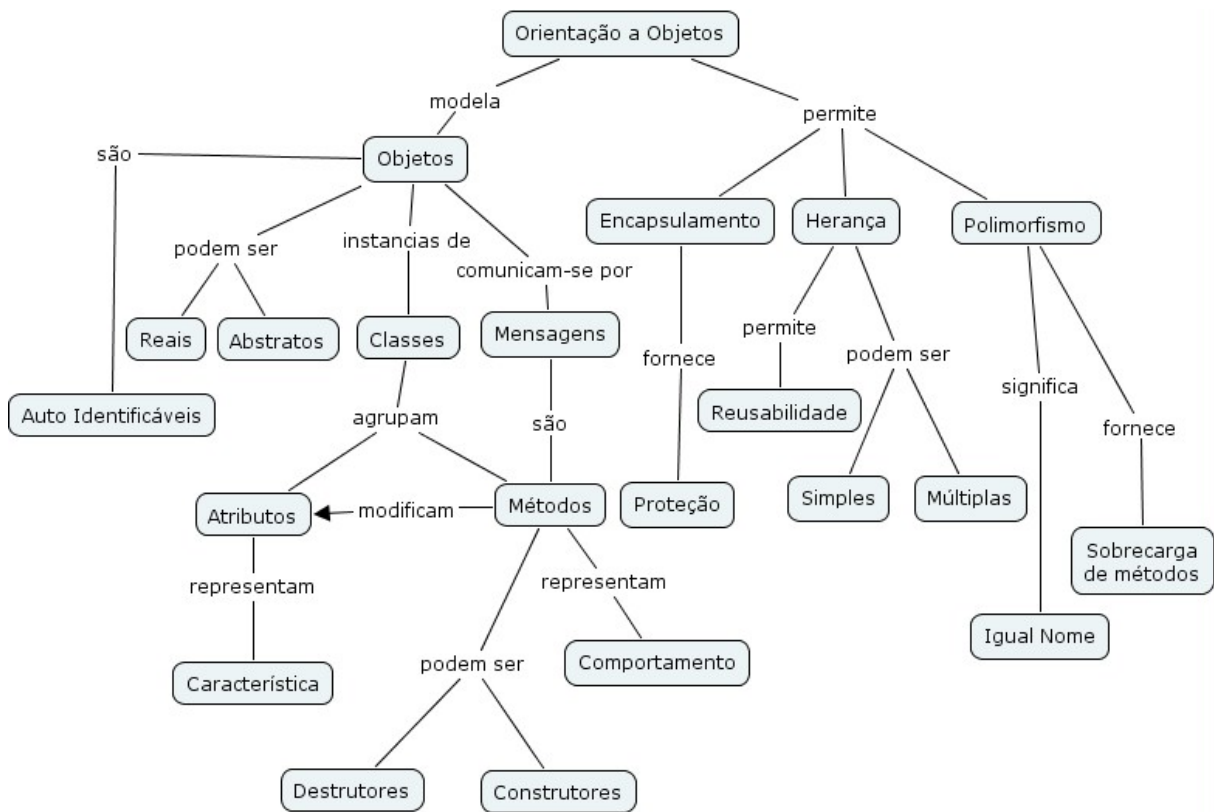 Orientação a Objetos
modela
permite
são
Objetos
podem ser
instancias de
comunicam-se por
Encapsulamento
Herança
Polimorfismo
Reais
Abstratos
Classes
Mensagens
permite
fornece
podem ser
significa
Auto Identificáveis
agrupam
são
Reusabilidade
fornece
Atributos
modificam
Métodos
Proteção
Simples
Múltiplas
Sobrecarga
de métodos
representam
representam
Igual Nome
Característica
podem ser
Comportamento
Destrutores
Construtores